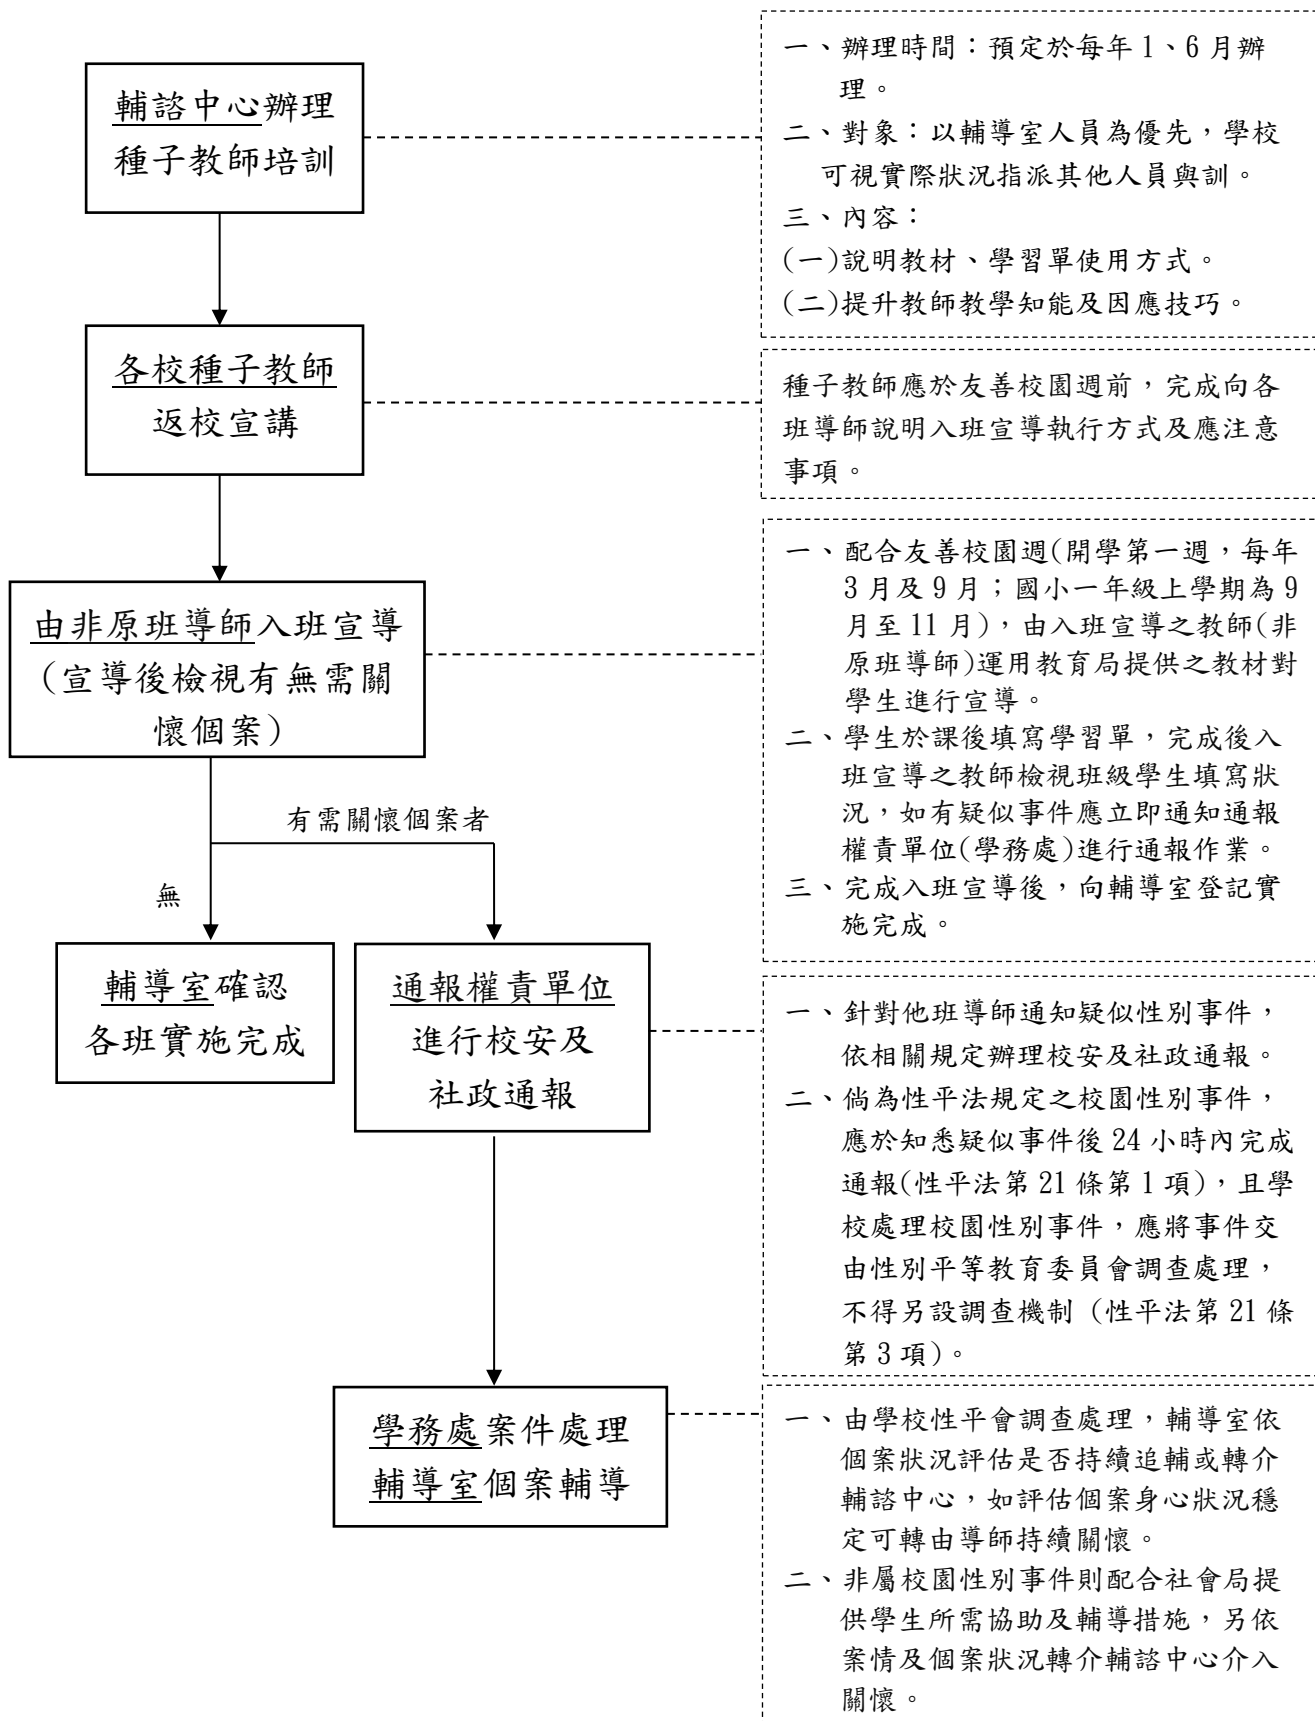 輔諮中心辦理
種子教師培訓
一、辦理時間：預定於每年 1、6 月辦
理。
二、對象：以輔導室人員為優先，學校
可視實際狀況指派其他人員與訓。
三、內容：
(一)說明教材、學習單使用方式。
(二)提升教師教學知能及因應技巧。
各校種子教師
返校宣講
種子教師應於友善校園週前，完成向各
班導師說明入班宣導執行方式及應注意
事項。
由非原班導師入班宣導
(宣導後檢視有無需關
懷個案)
一、配合友善校園週(開學第一週，每年
3 月及 9 月；國小一年級上學期為 9
月至 11 月)，由入班宣導之教師(非
原班導師)運用教育局提供之教材對
學生進行宣導。
二、學生於課後填寫學習單，完成後入
班宣導之教師檢視班級學生填寫狀
況，如有疑似事件應立即通知通報
權責單位(學務處)進行通報作業。
三、完成入班宣導後，向輔導室登記實
施完成。
有需關懷個案者
無
輔導室確認
各班實施完成
通報權責單位
進行校安及
社政通報
一、針對他班導師通知疑似性別事件，
依相關規定辦理校安及社政通報。
二、倘為性平法規定之校園性別事件，
應於知悉疑似事件後 24 小時內完成
通報(性平法第 21 條第 1 項)，且學
校處理校園性別事件，應將事件交
由性別平等教育委員會調查處理，
不得另設調查機制 (性平法第 21 條
第 3 項)。
學務處案件處理
輔導室個案輔導
一、由學校性平會調查處理，輔導室依
個案狀況評估是否持續追輔或轉介
輔諮中心，如評估個案身心狀況穩
定可轉由導師持續關懷。
二、非屬校園性別事件則配合社會局提
供學生所需協助及輔導措施，另依
案情及個案狀況轉介輔諮中心介入
關懷。